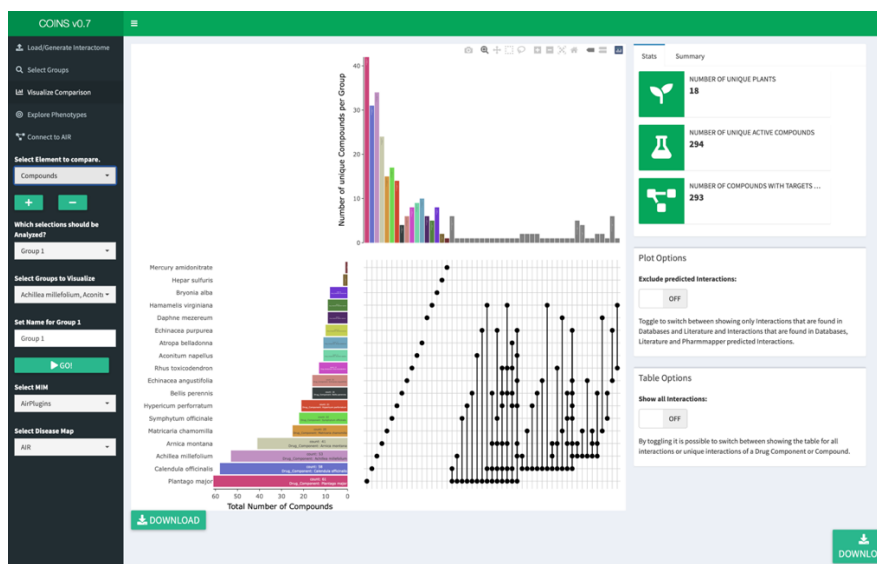 COINS v0.7
Load/Generate Interactome
Select Groups
Visualize Comparison
Explore Phenotypes
Connect to AIR
Select Element to compare.
Compounds
+
−
Which selections should be
Analyzed?
Group 1
Select Groups to Visualize
Achillea millefolium, Aconits
Set Name for Group 1
Group 1
GO!
Select MIM
AirPlugins
Select Disease Map
AIR
Number of unique Compounds per Group
40
30
20
10
0
Mercury amidonitrate
Hepar sulfuris
Bryonia alba
Hamamelis virginiana
Daphne mezereum
Echinacea purpurea
Atropa belladonna
Aconitum napellus
Rhus toxicodendron
Echinacea angustifolia
Bellis perennis
Hypericum perforratum
Symphytum officinale
Matricaria chamomilla
Arnica montana
Achillea millefolium
Calendula officinalis
Plantago major
60 50 40 30 20 10 0
Total Number of Compounds
DOWNLOAD
Stats
Summary
NUMBER OF UNIQUE PLANTS
18
NUMBER OF UNIQUE ACTIVE COMPOUNDS
294
NUMBER OF COMPOUNDS WITH TARGETS ...
293
Plot Options
Exclude predicted Interactions:
OFF
Toggle to switch between showing only Interactions that are found in
Databases and Literature and Interactions that are found in Databases,
Literature and Pharmmapper predicted Interactions.
Table Options
Show all Interactions:
OFF
By toggling it is possible to switch between showing the table for all
interactions or unique interactions of a Drug Component or Compound.
DOWNLO